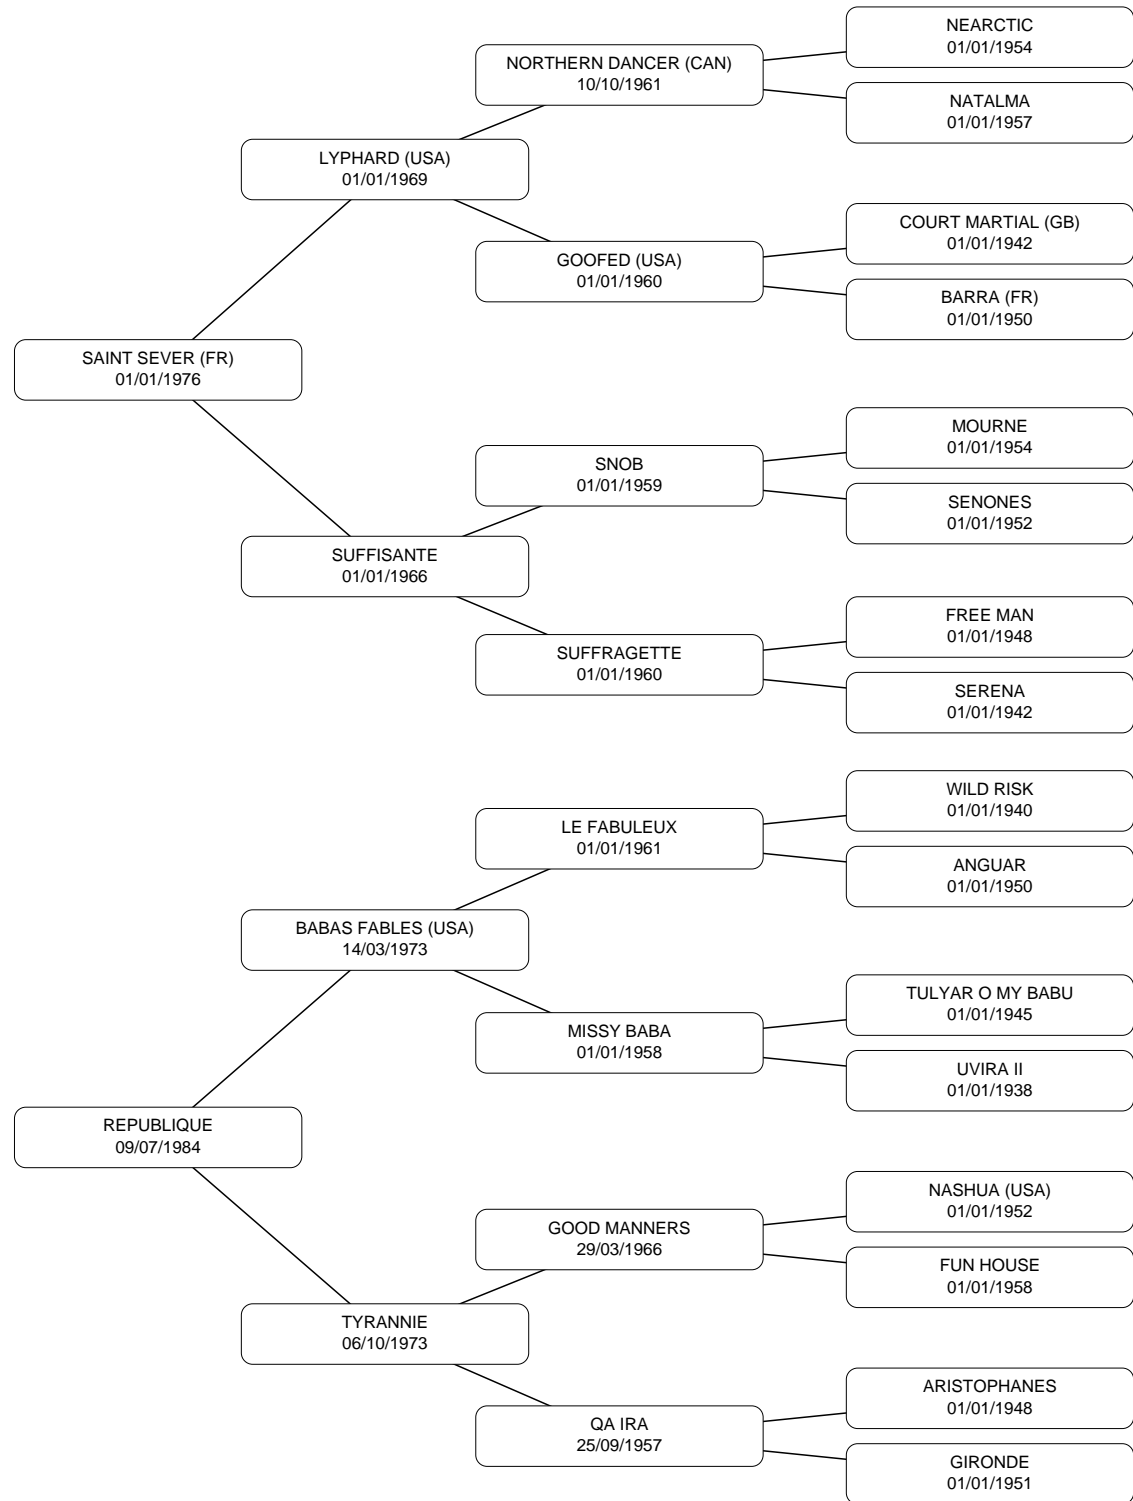 NEARCTIC
01/01/1954
NORTHERN DANCER (CAN)
10/10/1961
NATALMA
01/01/1957
LYPHARD (USA)
01/01/1969
COURT MARTIAL (GB)
01/01/1942
GOOFED (USA)
01/01/1960
BARRA (FR)
01/01/1950
SAINT SEVER (FR)
01/01/1976
MOURNE
01/01/1954
SNOB
01/01/1959
SENONES
01/01/1952
SUFFISANTE
01/01/1966
FREE MAN
01/01/1948
SUFFRAGETTE
01/01/1960
SERENA
01/01/1942
WILD RISK
01/01/1940
LE FABULEUX
01/01/1961
ANGUAR
01/01/1950
BABAS FABLES (USA)
14/03/1973
TULYAR O MY BABU
01/01/1945
MISSY BABA
01/01/1958
UVIRA II
01/01/1938
REPUBLIQUE
09/07/1984
NASHUA (USA)
01/01/1952
GOOD MANNERS
29/03/1966
FUN HOUSE
01/01/1958
TYRANNIE
06/10/1973
ARISTOPHANES
01/01/1948
QA IRA
25/09/1957
GIRONDE
01/01/1951